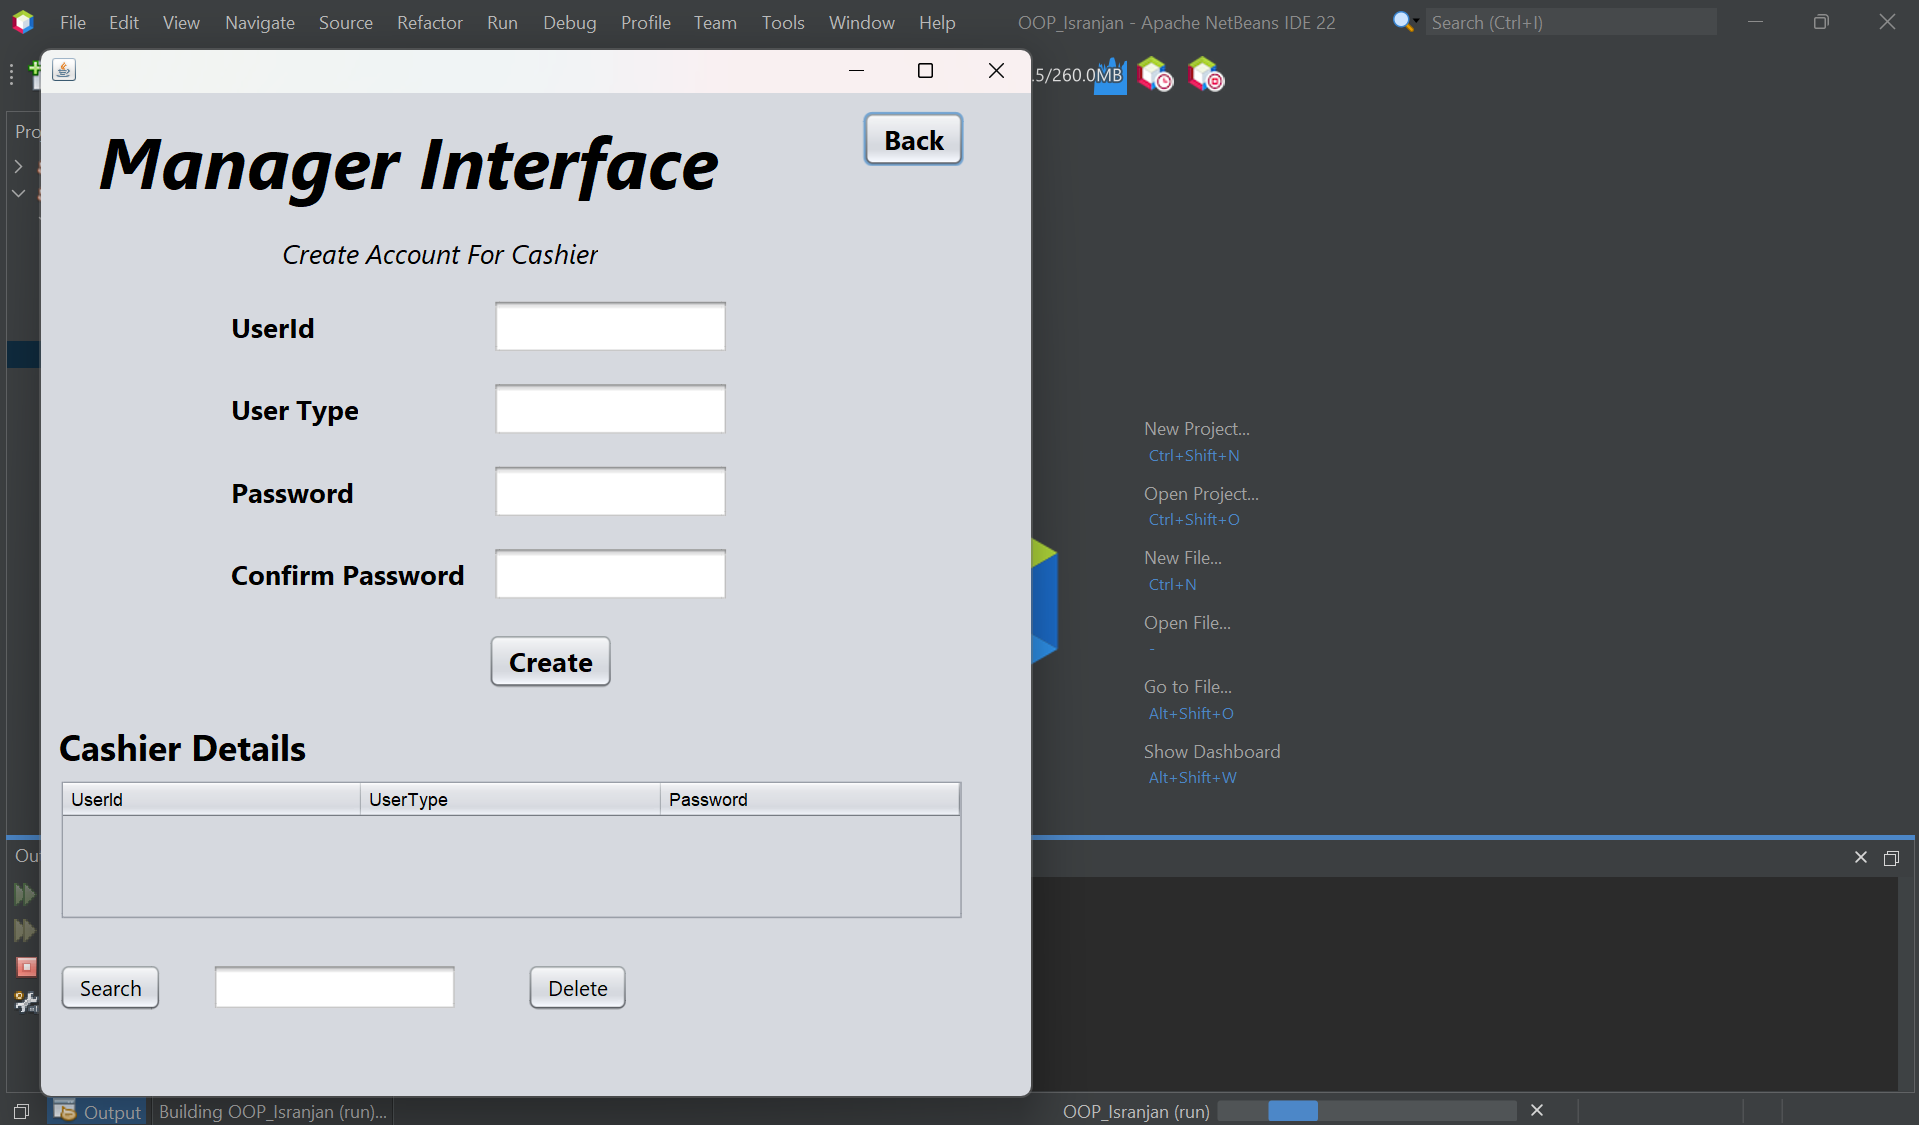 File Edit View Navigate Source Refactor Run Debug Profile Team Tools Window Help OOP_Isranjan - Apache NetBeans IDE 22 Search (Ctrl+I)
.5/260.0MB
Manager Interface
Back
Create Account For Cashier
UserId
User Type
Password
Confirm Password
Create
Cashier Details
UserId UserType Password
Search Delete
New Project...
Ctrl+Shift+N
Open Project...
Ctrl+Shift+O
New File...
Ctrl+N
Open File...
-
Go to File...
Alt+Shift+O
Show Dashboard
Alt+Shift+W
Output Building OOP_Isranjan (run)... OOP_Isranjan (run)